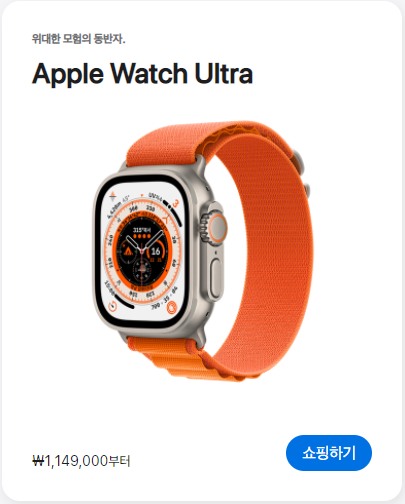 위대한 모험의 동반자.
Apple Watch Ultra
₩1,149,000부터
쇼핑하기